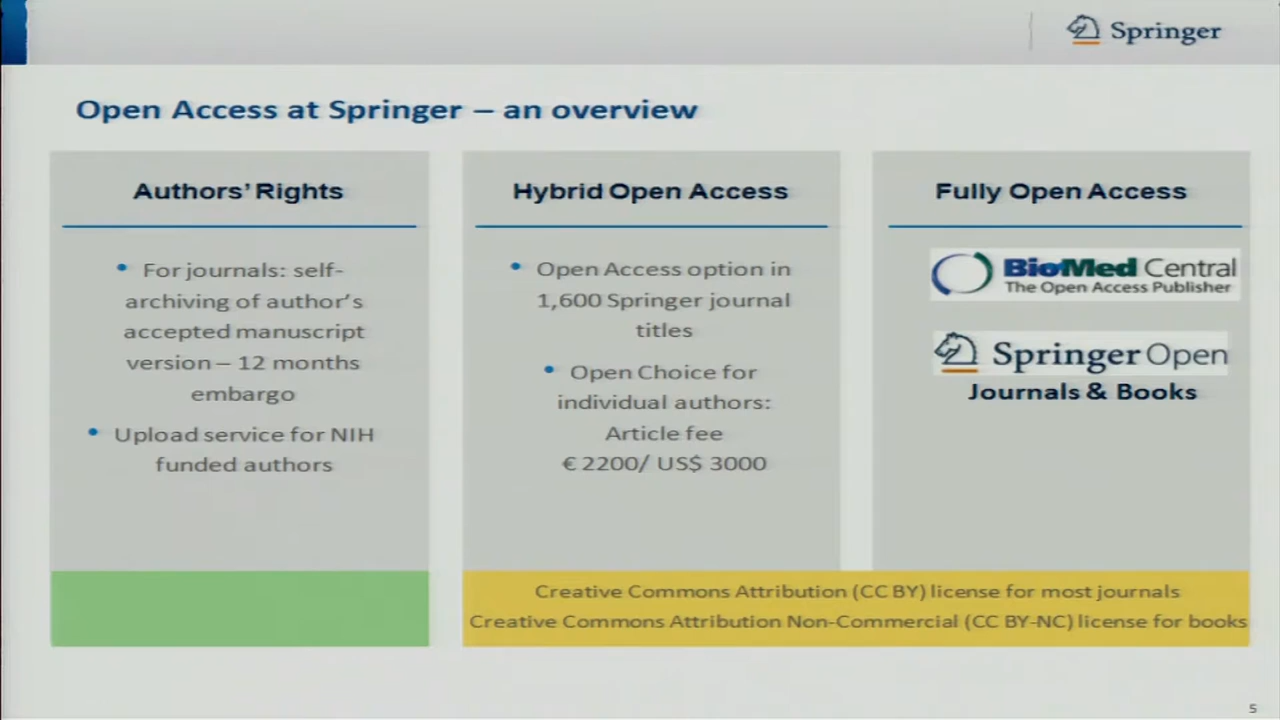 Springer
Open Access at Springer – an overview
Authors' Rights
• For journals: self-
archiving of author's
accepted manuscript
version – 12 months
embargo
• Upload service for NIH
funded authors
Hybrid Open Access
• Open Access option in
1,600 Springer journal
titles
• Open Choice for
individual authors:
Article fee
€ 2200/ US$ 3000
Fully Open Access
BioMed Central
The Open Access Publisher
Springer Open
Journals & Books
Creative Commons Attribution (CC BY) license for most journals
Creative Commons Attribution Non-Commercial (CC BY-NC) license for books
5